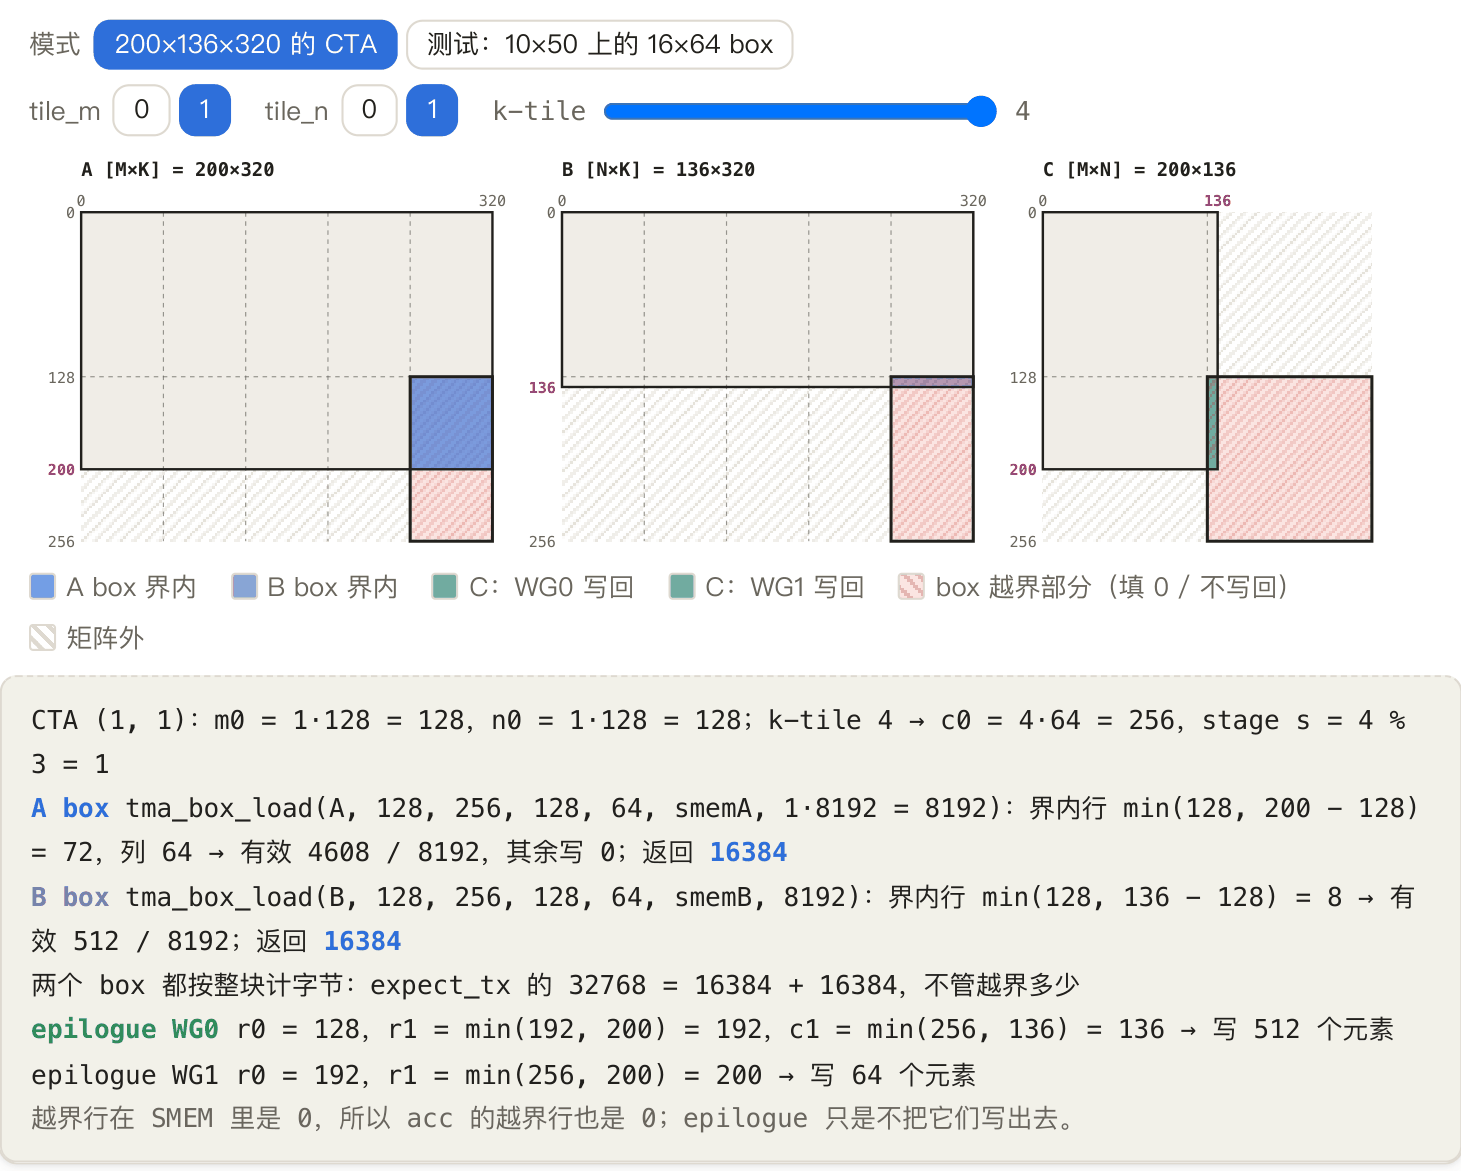 模式 200×136×320 的 CTA 测试：10×50 上的 16×64 box
tile_m 0 1 tile_n 0 1 k-tile 4
A [M×K] = 200×320 B [N×K] = 136×320 C [M×N] = 200×136
0 320 0 320 0 136
0 0 0
128 128
136
200 200
256 256 256
A box 界内 B box 界内 C：WG0 写回 C：WG1 写回 box 越界部分（填 0 / 不写回）
矩阵外
CTA (1, 1)：m0 = 1·128 = 128，n0 = 1·128 = 128；k-tile 4 → c0 = 4·64 = 256，stage s = 4 %
3 = 1
A box tma_box_load(A, 128, 256, 128, 64, smemA, 1·8192 = 8192)：界内行 min(128, 200 − 128)
= 72，列 64 → 有效 4608 / 8192，其余写 0；返回 16384
B box tma_box_load(B, 128, 256, 128, 64, smemB, 8192)：界内行 min(128, 136 − 128) = 8 → 有
效 512 / 8192；返回 16384
两个 box 都按整块计字节：expect_tx 的 32768 = 16384 + 16384，不管越界多少
epilogue WG0 r0 = 128，r1 = min(192, 200) = 192，c1 = min(256, 136) = 136 → 写 512 个元素
epilogue WG1 r0 = 192，r1 = min(256, 200) = 200 → 写 64 个元素
越界行在 SMEM 里是 0，所以 acc 的越界行也是 0；epilogue 只是不把它们写出去。